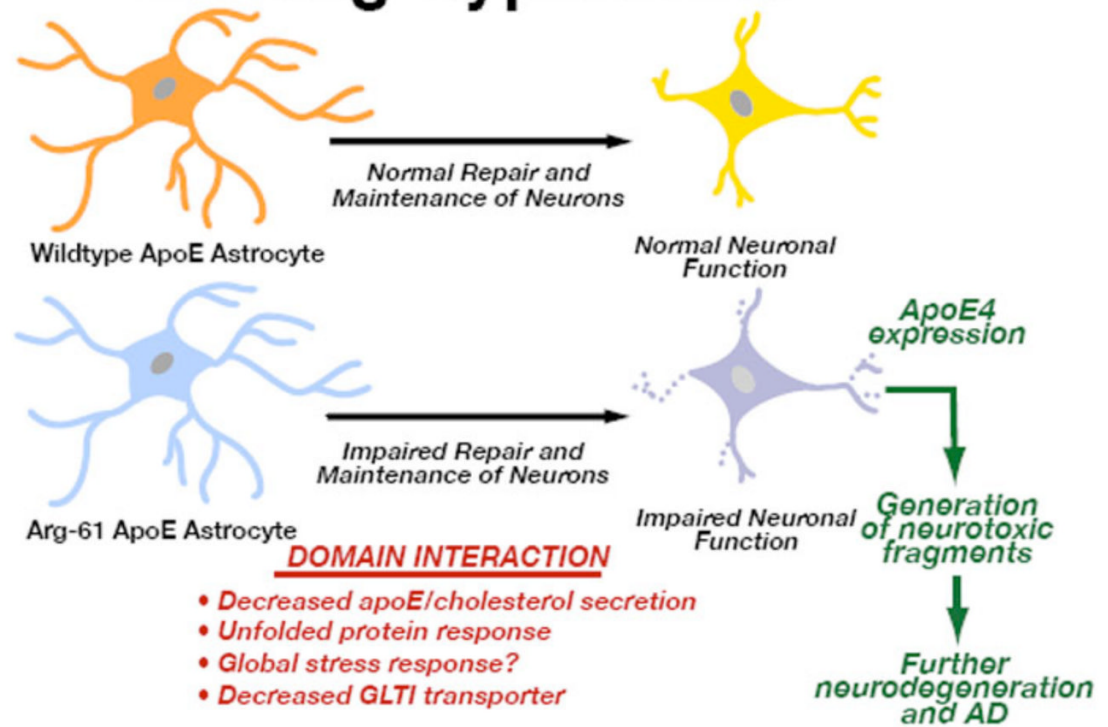 Normal Repair and
Maintenance of Neurons
Wildtype ApoE Astrocyte
Normal Neuronal
Function
ApoE4
expression
Impaired Repair and
Maintenance of Neurons
Arg-61 ApoE Astrocyte
Impaired Neuronal
Function
Generation
of neurotoxic
fragments
DOMAIN INTERACTION
• Decreased apoE/cholesterol secretion
• Unfolded protein response
• Global stress response?
• Decreased GLTI transporter
Further
neurodegeneration
and AD